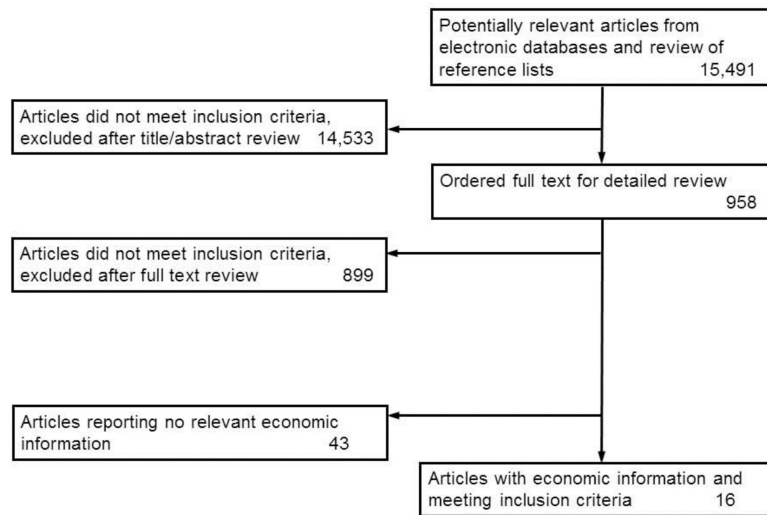 Potentially relevant articles from
electronic databases and review of
reference lists 15,491
Articles did not meet inclusion criteria,
excluded after title/abstract review 14,533
Ordered full text for detailed review
958
Articles did not meet inclusion criteria,
excluded after full text review 899
Articles reporting no relevant economic
information 43
Articles with economic information and
meeting inclusion criteria 16